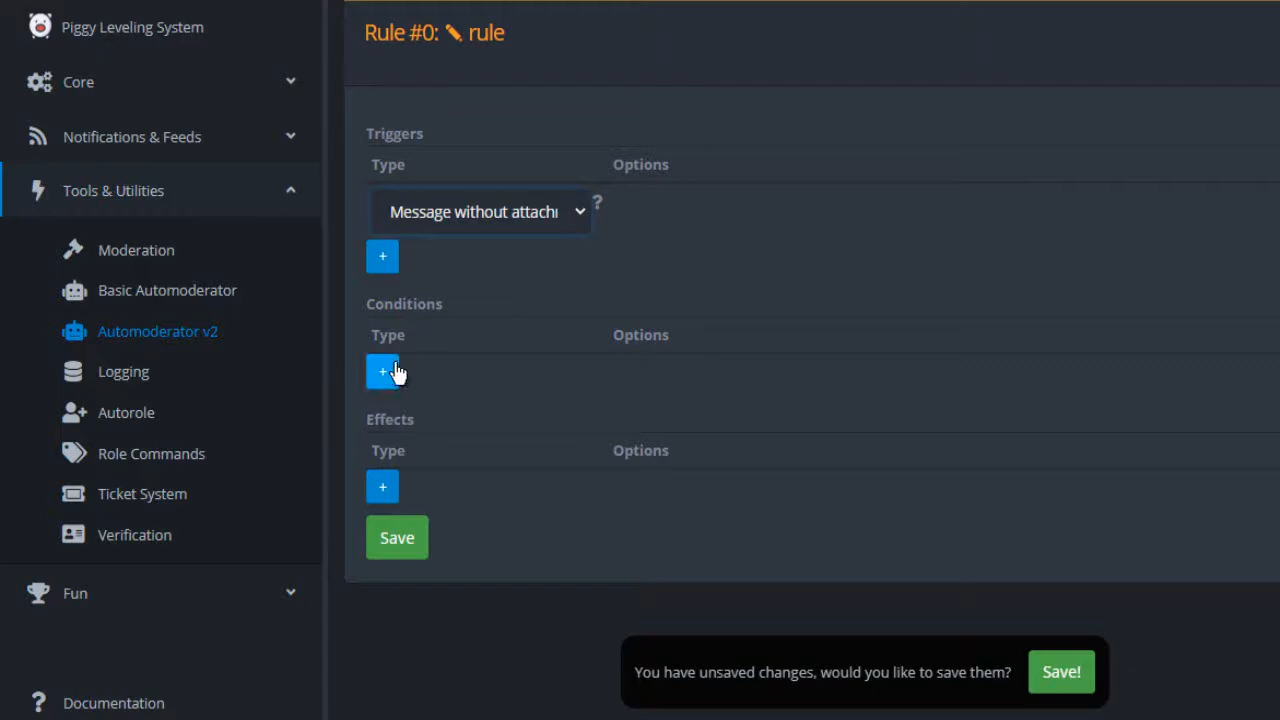 Piggy Leveling System
Core
Notifications & Feeds
Tools & Utilities
Moderation
Basic Automoderator
Automoderator v2
Logging
Autorole
Role Commands
Ticket System
Verification
Fun
Documentation
Rule #0: rule
Triggers
Type Options
Message without attach ?
+
Conditions
Type Options
+
Effects
Type Options
+
Save
You have unsaved changes, would you like to save them? Save!